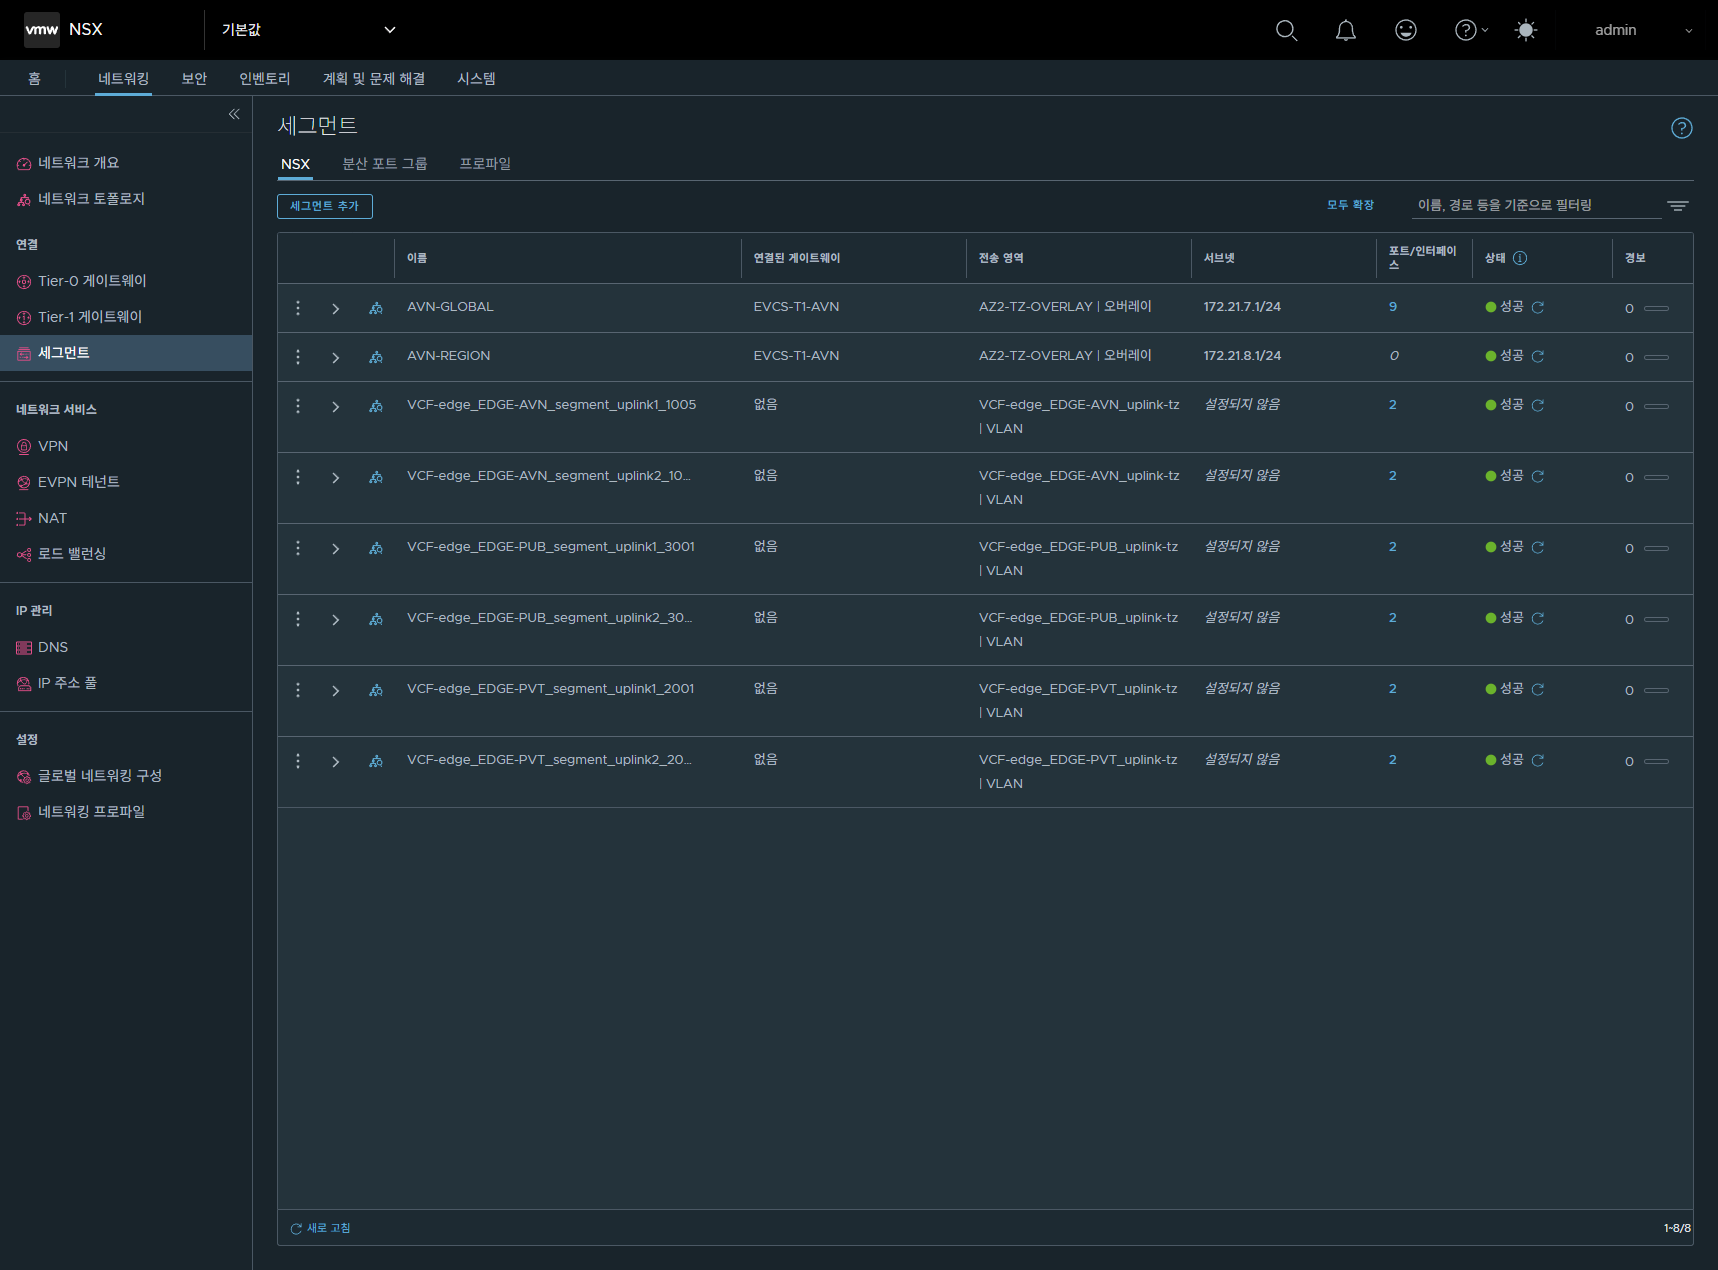 vmw NSX 기본값 admin
홈 네트워킹 보안 인벤토리 계획 및 문제 해결 시스템
네트워크 개요
네트워크 토폴로지
연결
Tier-0 게이트웨이
Tier-1 게이트웨이
세그먼트
네트워크 서비스
VPN
EVPN 테넌트
NAT
로드 밸런싱
IP 관리
DNS
IP 주소 풀
설정
글로벌 네트워킹 구성
네트워킹 프로파일
세그먼트
NSX 분산 포트 그룹 프로파일
세그먼트 추가 모두 확장 이름, 경로 등을 기준으로 필터링
이름 연결된 게이트웨이 전송 영역 서브넷 포트/인터페이
스 상태 경보
AVN-GLOBAL EVCS-T1-AVN AZ2-TZ-OVERLAY | 오버레이 172.21.7.1/24 9 성공 0
AVN-REGION EVCS-T1-AVN AZ2-TZ-OVERLAY | 오버레이 172.21.8.1/24 0 성공 0
VCF-edge_EDGE-AVN_segment_uplink1_1005 없음 VCF-edge_EDGE-AVN_uplink-tz 설정되지 않음 2 성공 0
| VLAN
VCF-edge_EDGE-AVN_segment_uplink2_10... 없음 VCF-edge_EDGE-AVN_uplink-tz 설정되지 않음 2 성공 0
| VLAN
VCF-edge_EDGE-PUB_segment_uplink1_3001 없음 VCF-edge_EDGE-PUB_uplink-tz 설정되지 않음 2 성공 0
| VLAN
VCF-edge_EDGE-PUB_segment_uplink2_30... 없음 VCF-edge_EDGE-PUB_uplink-tz 설정되지 않음 2 성공 0
| VLAN
VCF-edge_EDGE-PVT_segment_uplink1_2001 없음 VCF-edge_EDGE-PVT_uplink-tz 설정되지 않음 2 성공 0
| VLAN
VCF-edge_EDGE-PVT_segment_uplink2_20... 없음 VCF-edge_EDGE-PVT_uplink-tz 설정되지 않음 2 성공 0
| VLAN
새로 고침 1~8/8